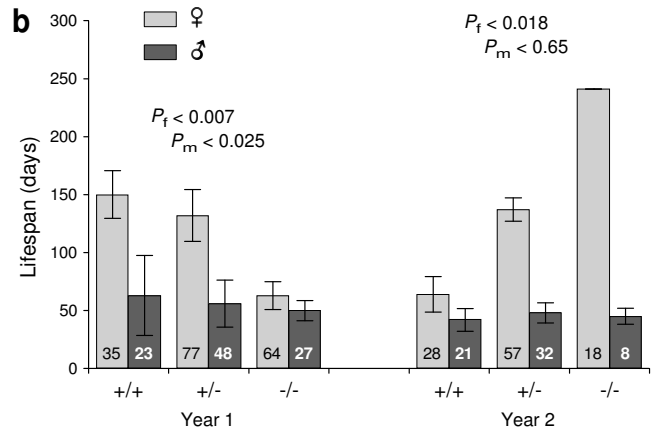 b
♀
♂
Pf < 0.007
Pm < 0.025
Pf < 0.018
Pm < 0.65
Lifespan (days)
300
250
200
150
100
50
0
35 23 77 48 64 27 28 21 57 32 18 8
+/+ +/- -/- +/+ +/- -/-
Year 1 Year 2